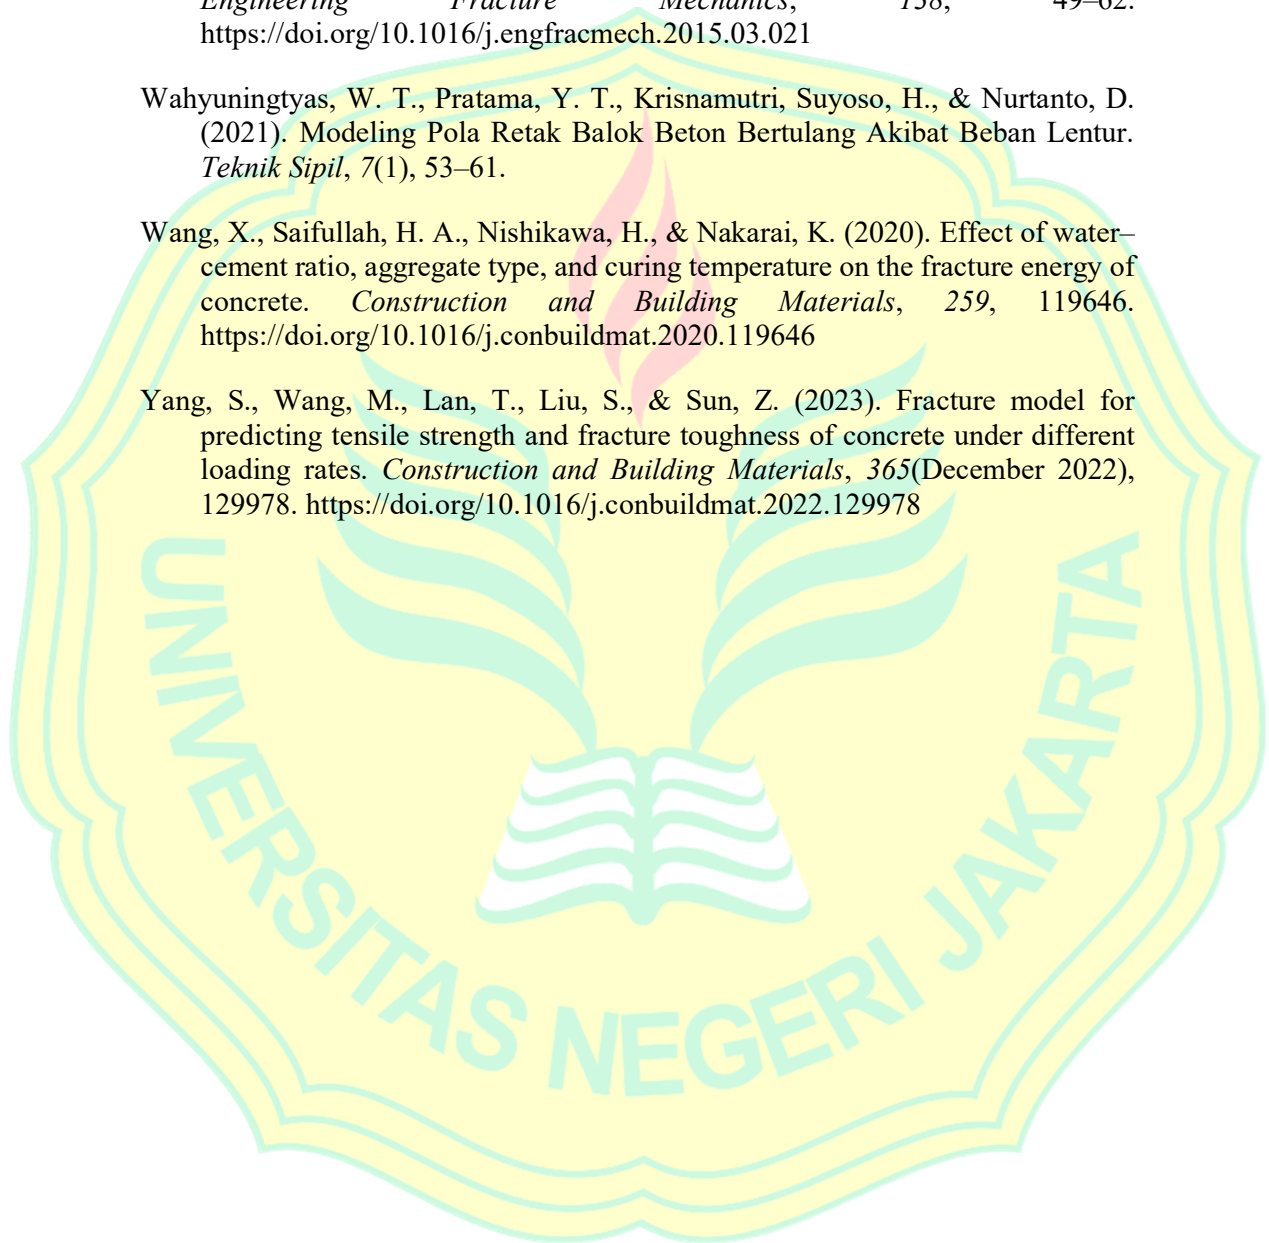 Engineering Fracture Mechanics, 138, 49–62.
https://doi.org/10.1016/j.engfracmech.2015.03.021
Wahyuningtyas, W. T., Pratama, Y. T., Krisnamutri, Suyoso, H., & Nurtanto, D.
(2021). Modeling Pola Retak Balok Beton Bertulang Akibat Beban Lentur.
Teknik Sipil, 7(1), 53–61.
Wang, X., Saifullah, H. A., Nishikawa, H., & Nakarai, K. (2020). Effect of water–
cement ratio, aggregate type, and curing temperature on the fracture energy of
concrete. Construction and Building Materials, 259, 119646.
https://doi.org/10.1016/j.conbuildmat.2020.119646
Yang, S., Wang, M., Lan, T., Liu, S., & Sun, Z. (2023). Fracture model for
predicting tensile strength and fracture toughness of concrete under different
loading rates. Construction and Building Materials, 365(December 2022),
129978. https://doi.org/10.1016/j.conbuildmat.2022.129978
UNIVERSITAS NEGERI JAKARTA